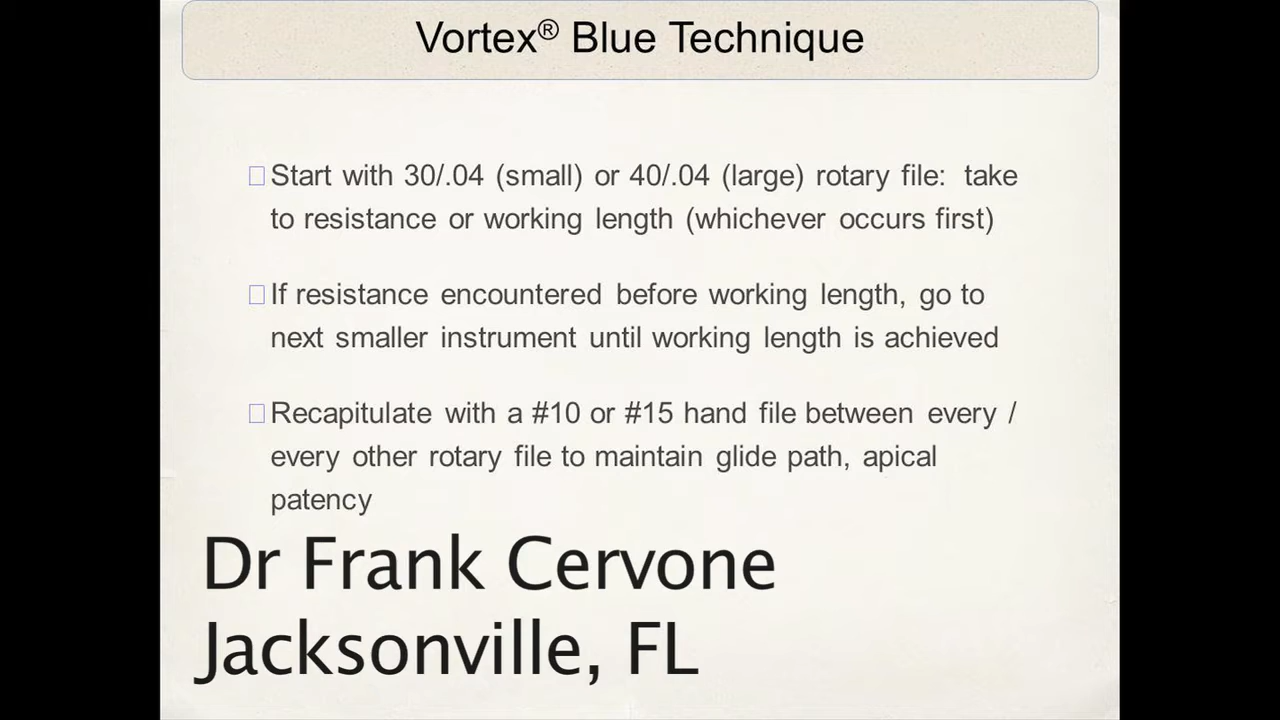 Vortex® Blue Technique
Start with 30/.04 (small) or 40/.04 (large) rotary file: take
to resistance or working length (whichever occurs first)
If resistance encountered before working length, go to
next smaller instrument until working length is achieved
Recapitulate with a #10 or #15 hand file between every /
every other rotary file to maintain glide path, apical
patency
Dr Frank Cervone
Jacksonville, FL